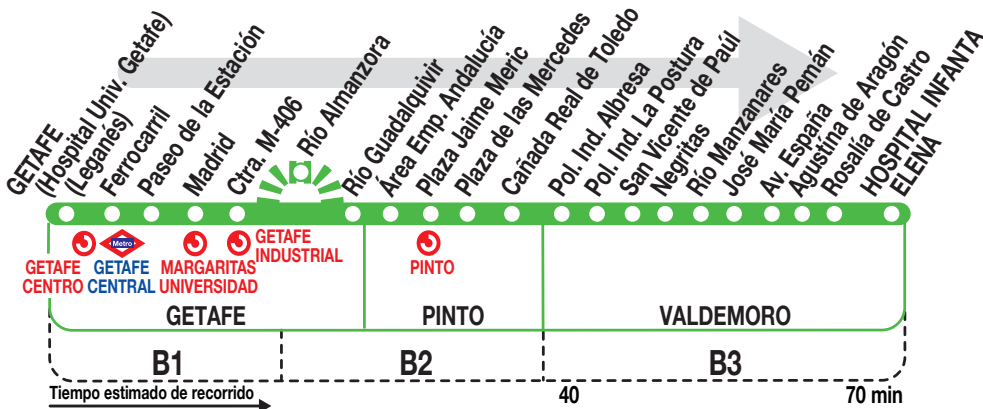 GETAFE
(Hospital Univ. Getafe)
(Leganés)
Ferrocarril
Paseo de la Estación
Madrid
Ctra. M-406
Río Almanzora
Río Guadalquivir
Área Emp. Andalucía
Plaza Jaime Meric
Plaza de las Mercedes
Cañada Real de Toledo
Pol. Ind. Albresa
Pol. Ind. La Postura
San Vicente de Paúl
Negritas
Río Manzanares
José María Pemán
Av. España
Agustina de Aragón
Rosalía de Castro
HOSPITAL INFANTA
ELENA
GETAFE
CENTRO
Metro
GETAFE
CENTRAL
MARGARITAS
UNIVERSIDAD
GETAFE
INDUSTRIAL
PINTO
GETAFE
PINTO
VALDEMORO
B1
B2
B3
Tiempo estimado de recorrido
40
70 min